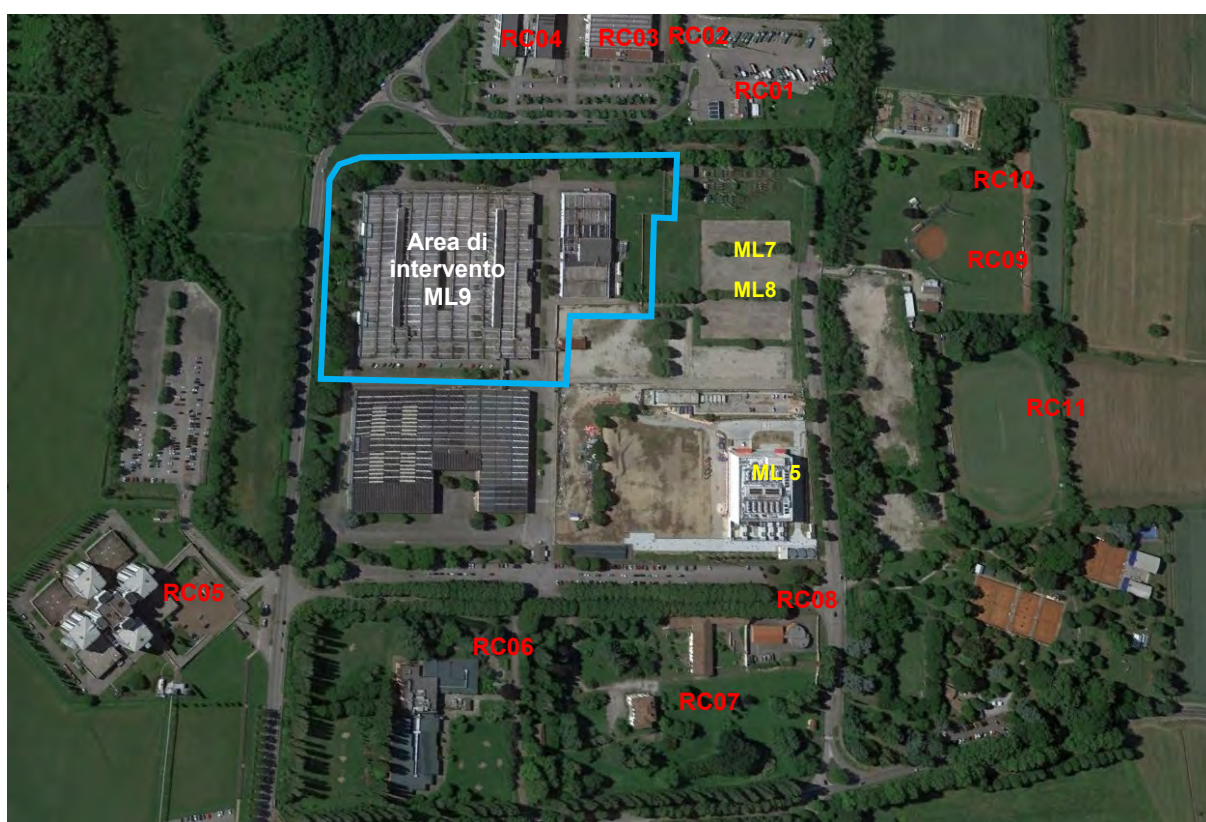 RC04
RC03
RC02
RC01
RC10
Area di
intervento
ML9
ML7
RC09
ML8
RC11
ML 5
RC05
RC08
RC06
RC07